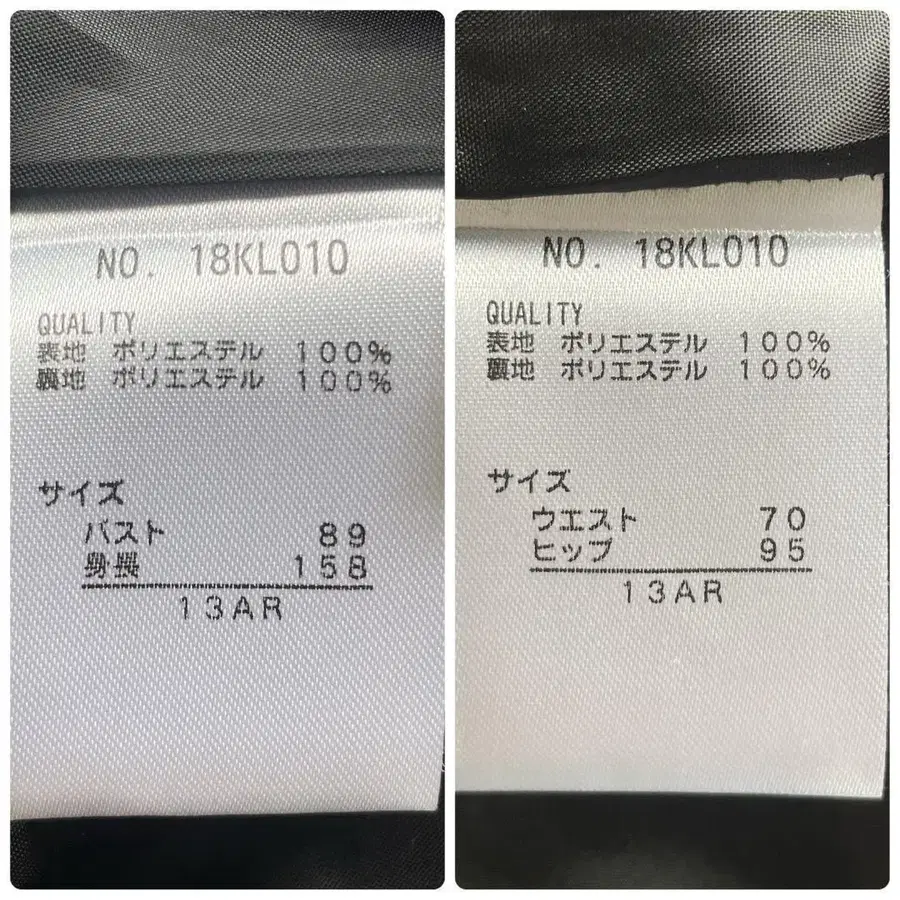 NO. 18KL010
QUALITY
表地 ポリエステル 100%
裏地 ポリエステル 100%
サイズ
バスト 89
身長 158
13AR
NO. 18KL010
QUALITY
表地 ポリエステル 100%
裏地 ポリエステル 100%
サイズ
ウエスト 70
ヒップ 95
13AR